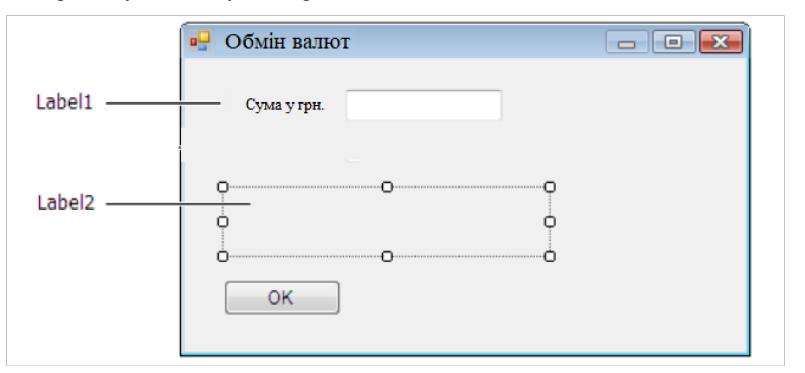 Обмін валют
Label1
Сума у грн.
Label2
OK